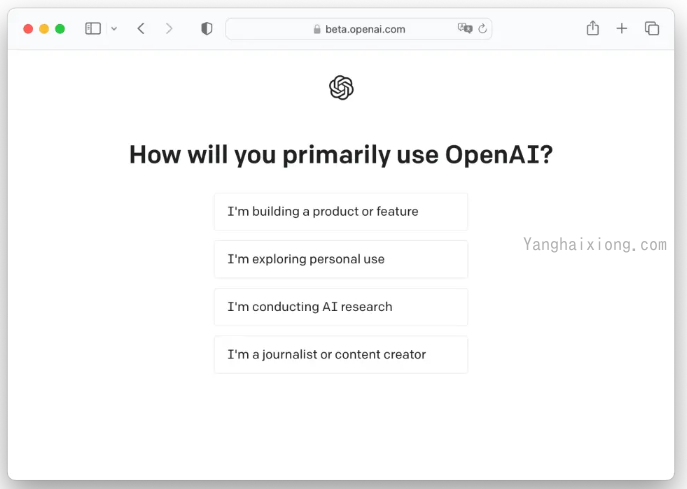 beta.openai.com
How will you primarily use OpenAI?
I'm building a product or feature
Yanghaixiong.com
I'm exploring personal use
I'm conducting AI research
I'm a journalist or content creator